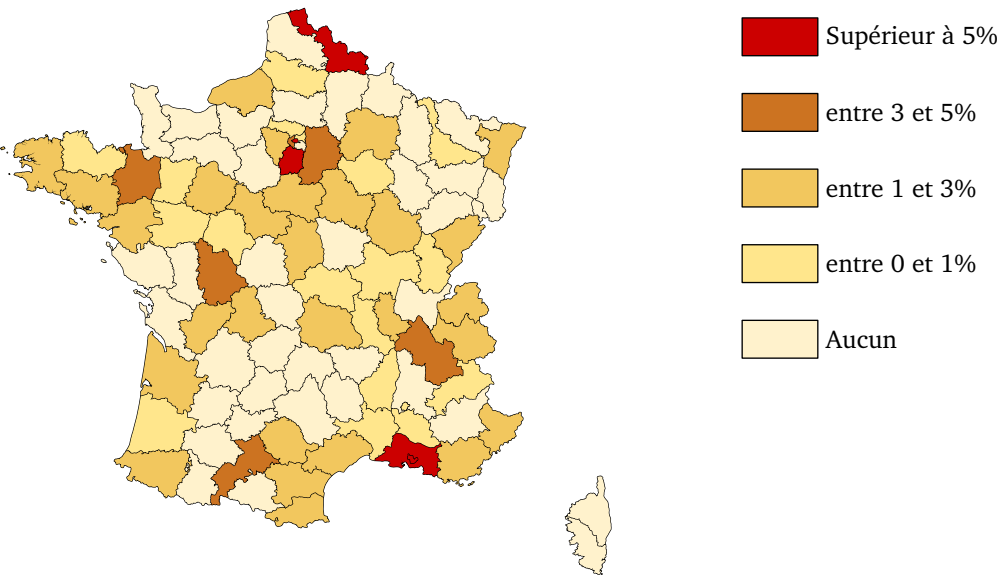 Supérieur à 5%
entre 3 et 5%
entre 1 et 3%
entre 0 et 1%
Aucun